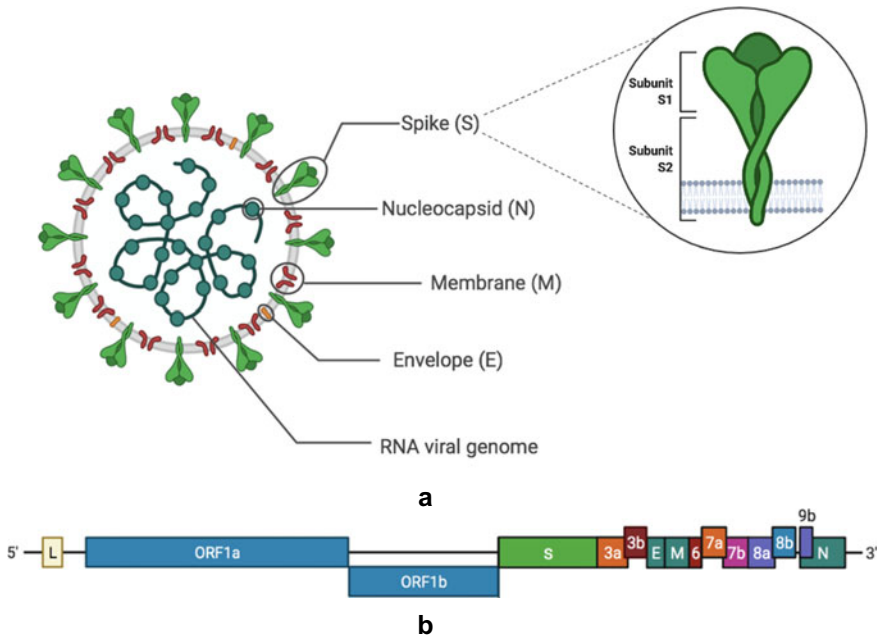 Subunit
S1
Spike (S)
Subunit
S2
Nucleocapsid (N)
Membrane (M)
Envelope (E)
RNA viral genome
a
9b
5' L ORF1a S 3a 3b E M 6 7a 7b 8a 8b N 3'
ORF1b
b